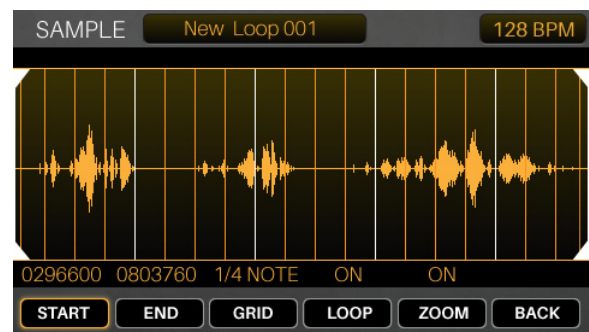 SAMPLE New Loop 001 128 BPM
0296600 0803760 1/4 NOTE ON ON
START END GRID LOOP ZOOM BACK